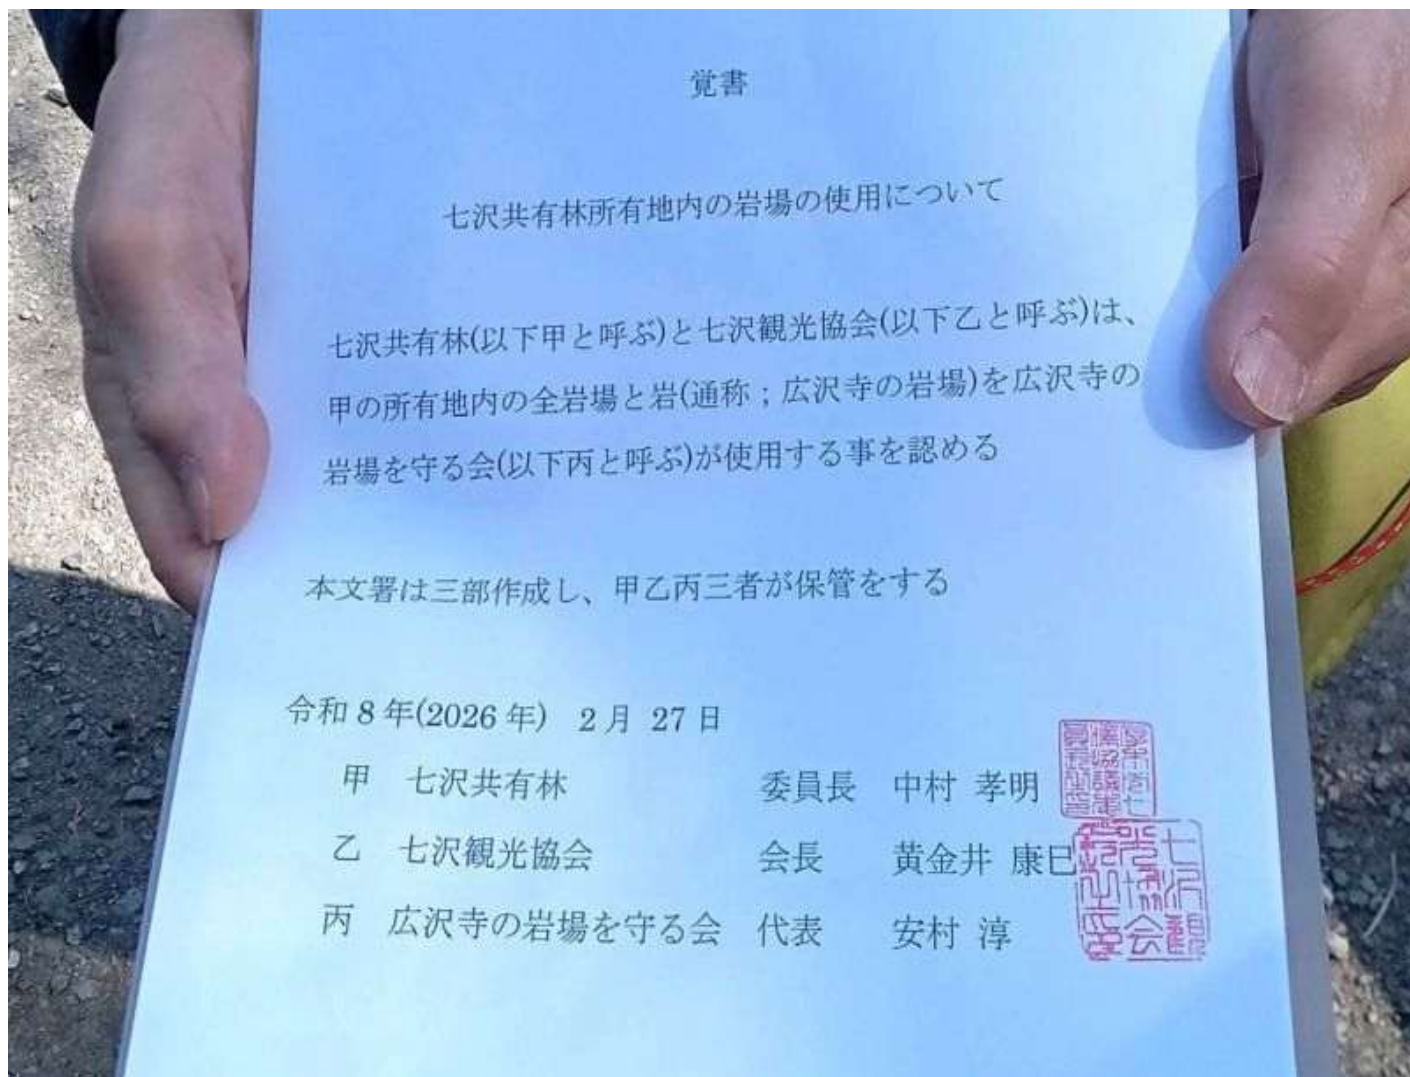 覚書
七沢共有林所有地内の岩場の使用について
七沢共有林(以下甲と呼ぶ)と七沢観光協会(以下乙と呼ぶ)は、
甲の所有地内の全岩場と岩(通称；広沢寺の岩場)を広沢寺の
岩場を守る会(以下丙と呼ぶ)が使用する事を認める
本文署は三部作成し、甲乙丙三者が保管をする
令和8年(2026年) 2月 27日
甲 七沢共有林 委員長 中村 孝明
乙 七沢観光協会 会長 黄金井 康巳
丙 広沢寺の岩場を守る会 代表 安村 淳
七沢観
光協会